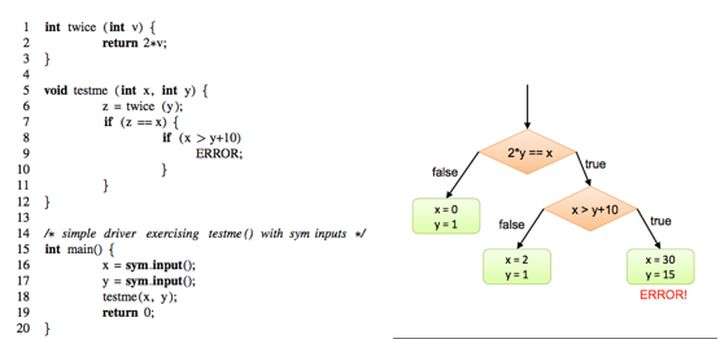 1 int twice (int v) {
2 return 2*v;
3 }
4
5 void testme (int x, int y) {
6 z = twice (y);
7 if (z == x) {
8 if (x > y+10)
9 ERROR;
10 }
11 }
12 }
13
14 /* simple driver exercising testme() with sym inputs */
15 int main() {
16 x = sym_input();
17 y = sym_input();
18 testme(x, y);
19 return 0;
20 }
2*y == x
false
true
x = 0
y = 1
x > y+10
false
true
x = 2
y = 1
x = 30
y = 15
ERROR!